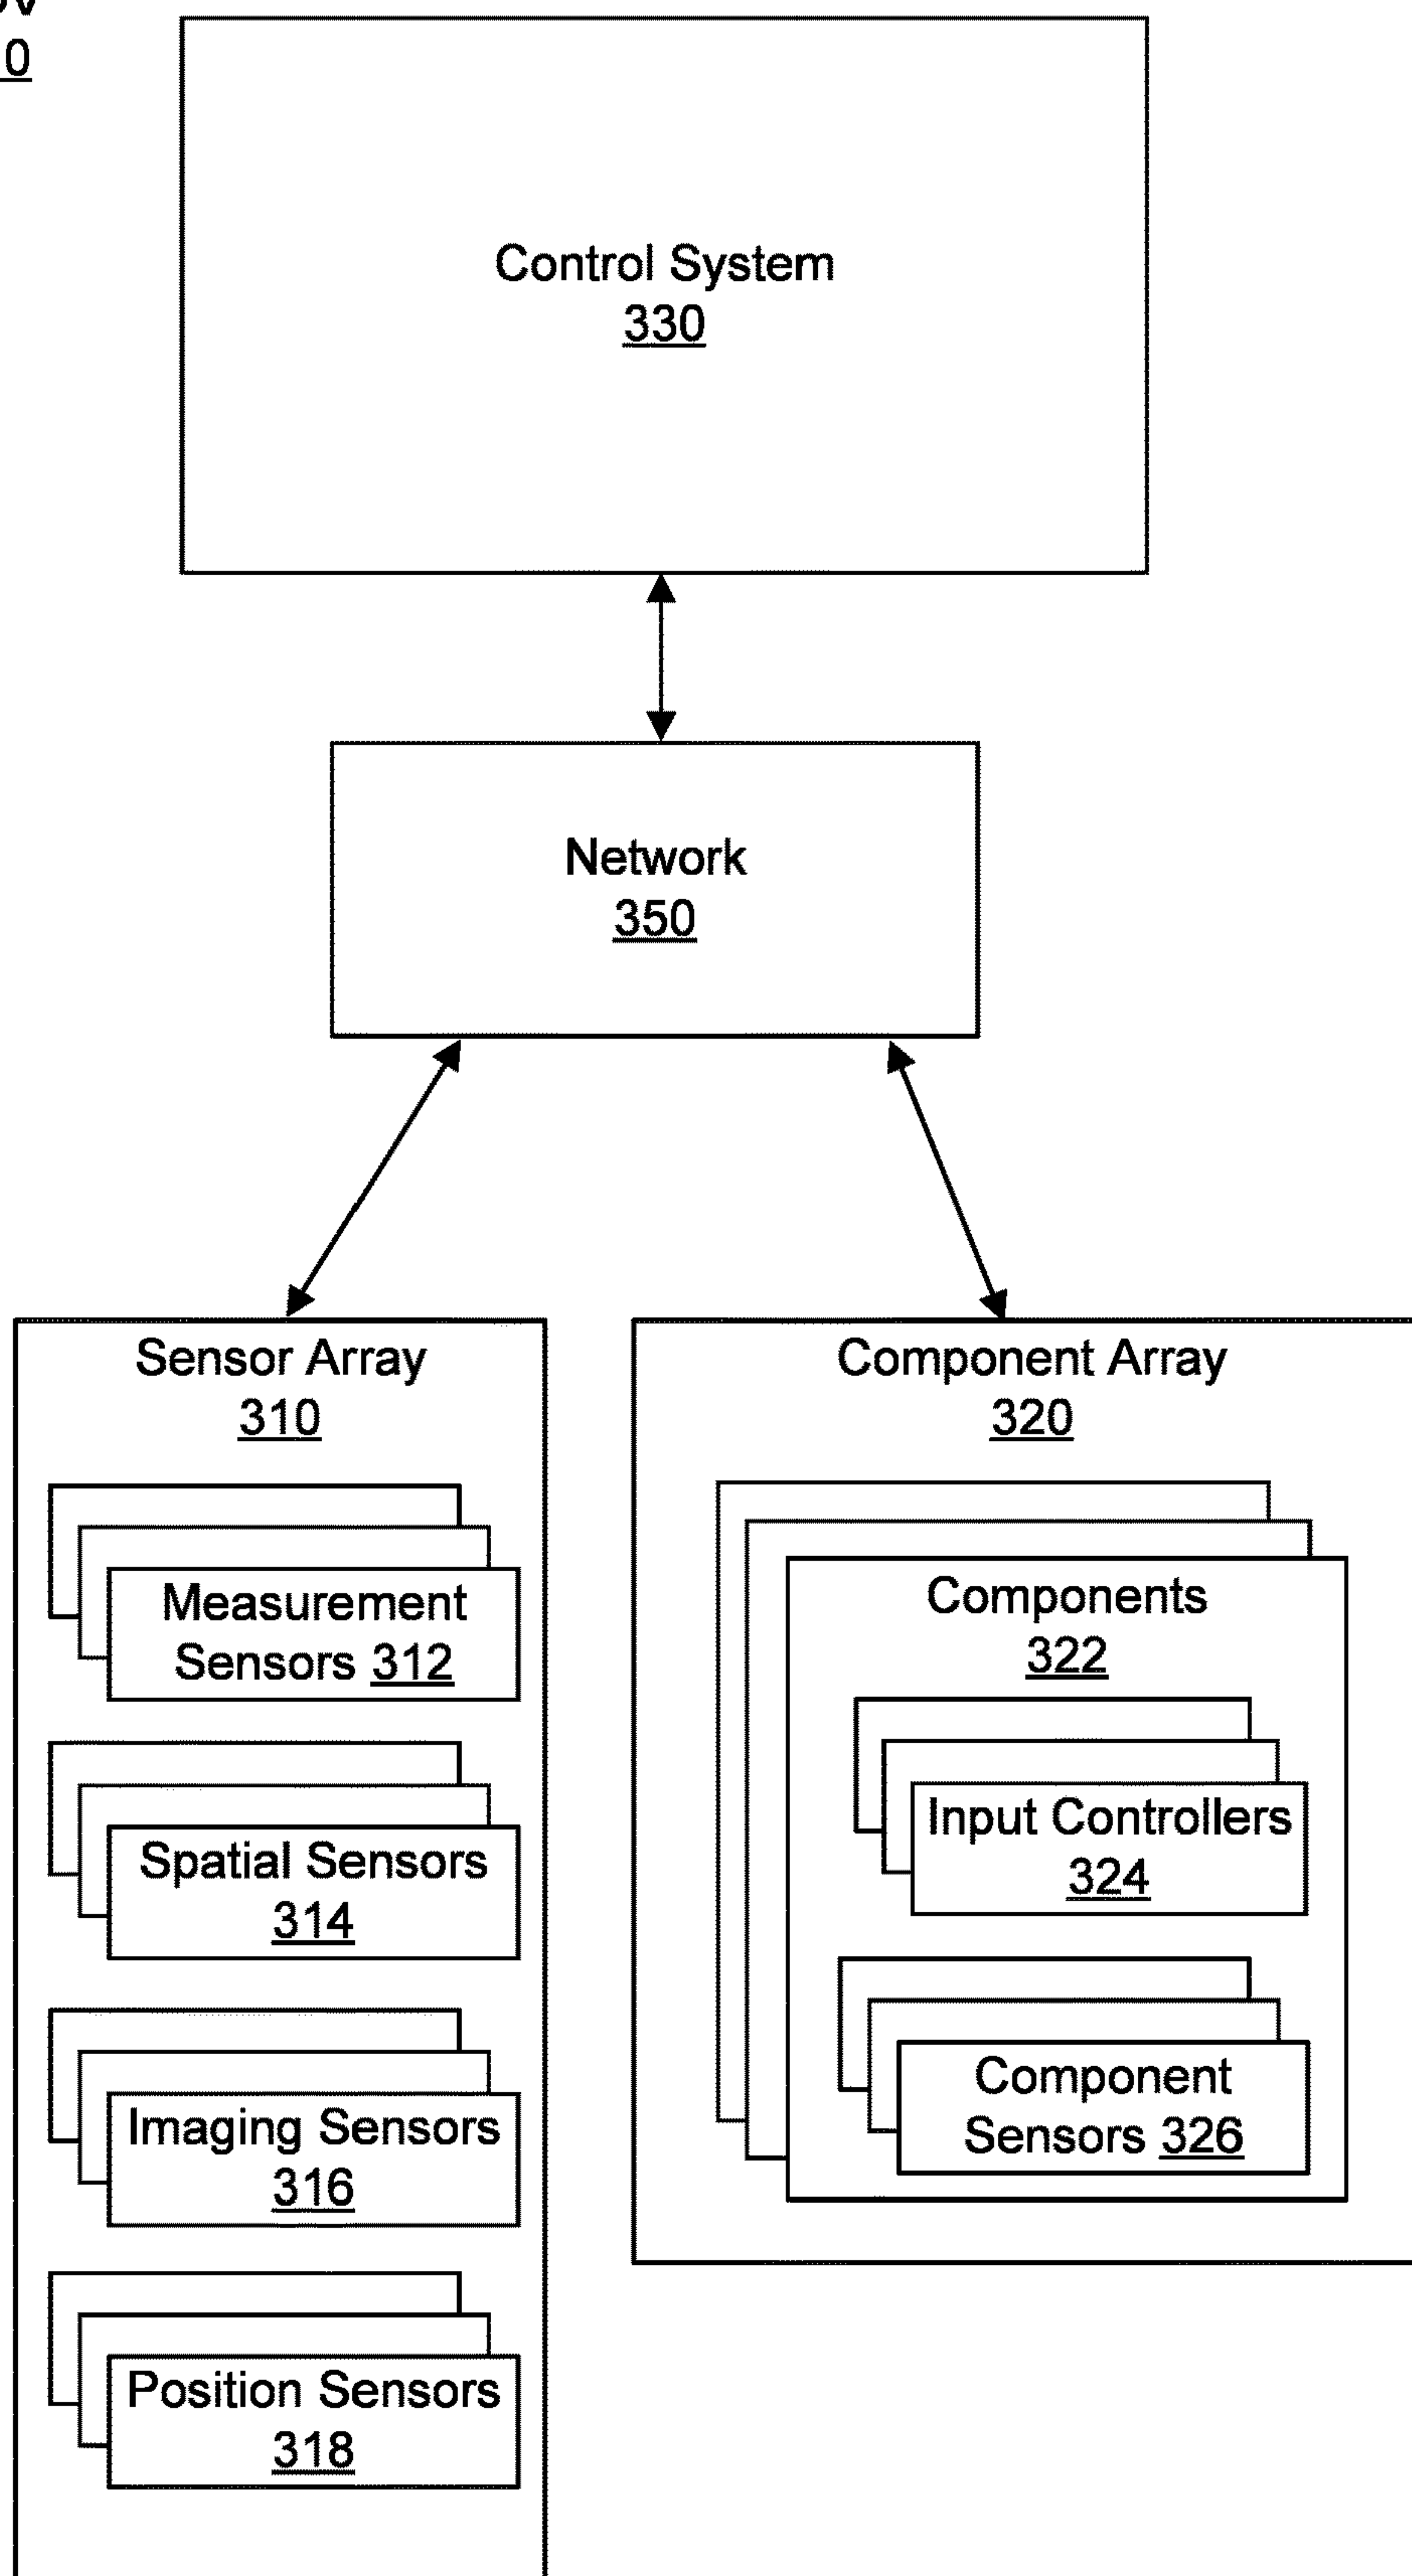 0
Control System
330
Network
350
Sensor Array
310
Measurement
Sensors 312
Spatial Sensors
314
Imaging Sensors
316
Position Sensors
318
Component Array
320
Components
322
Input Controllers
324
Component
Sensors 326